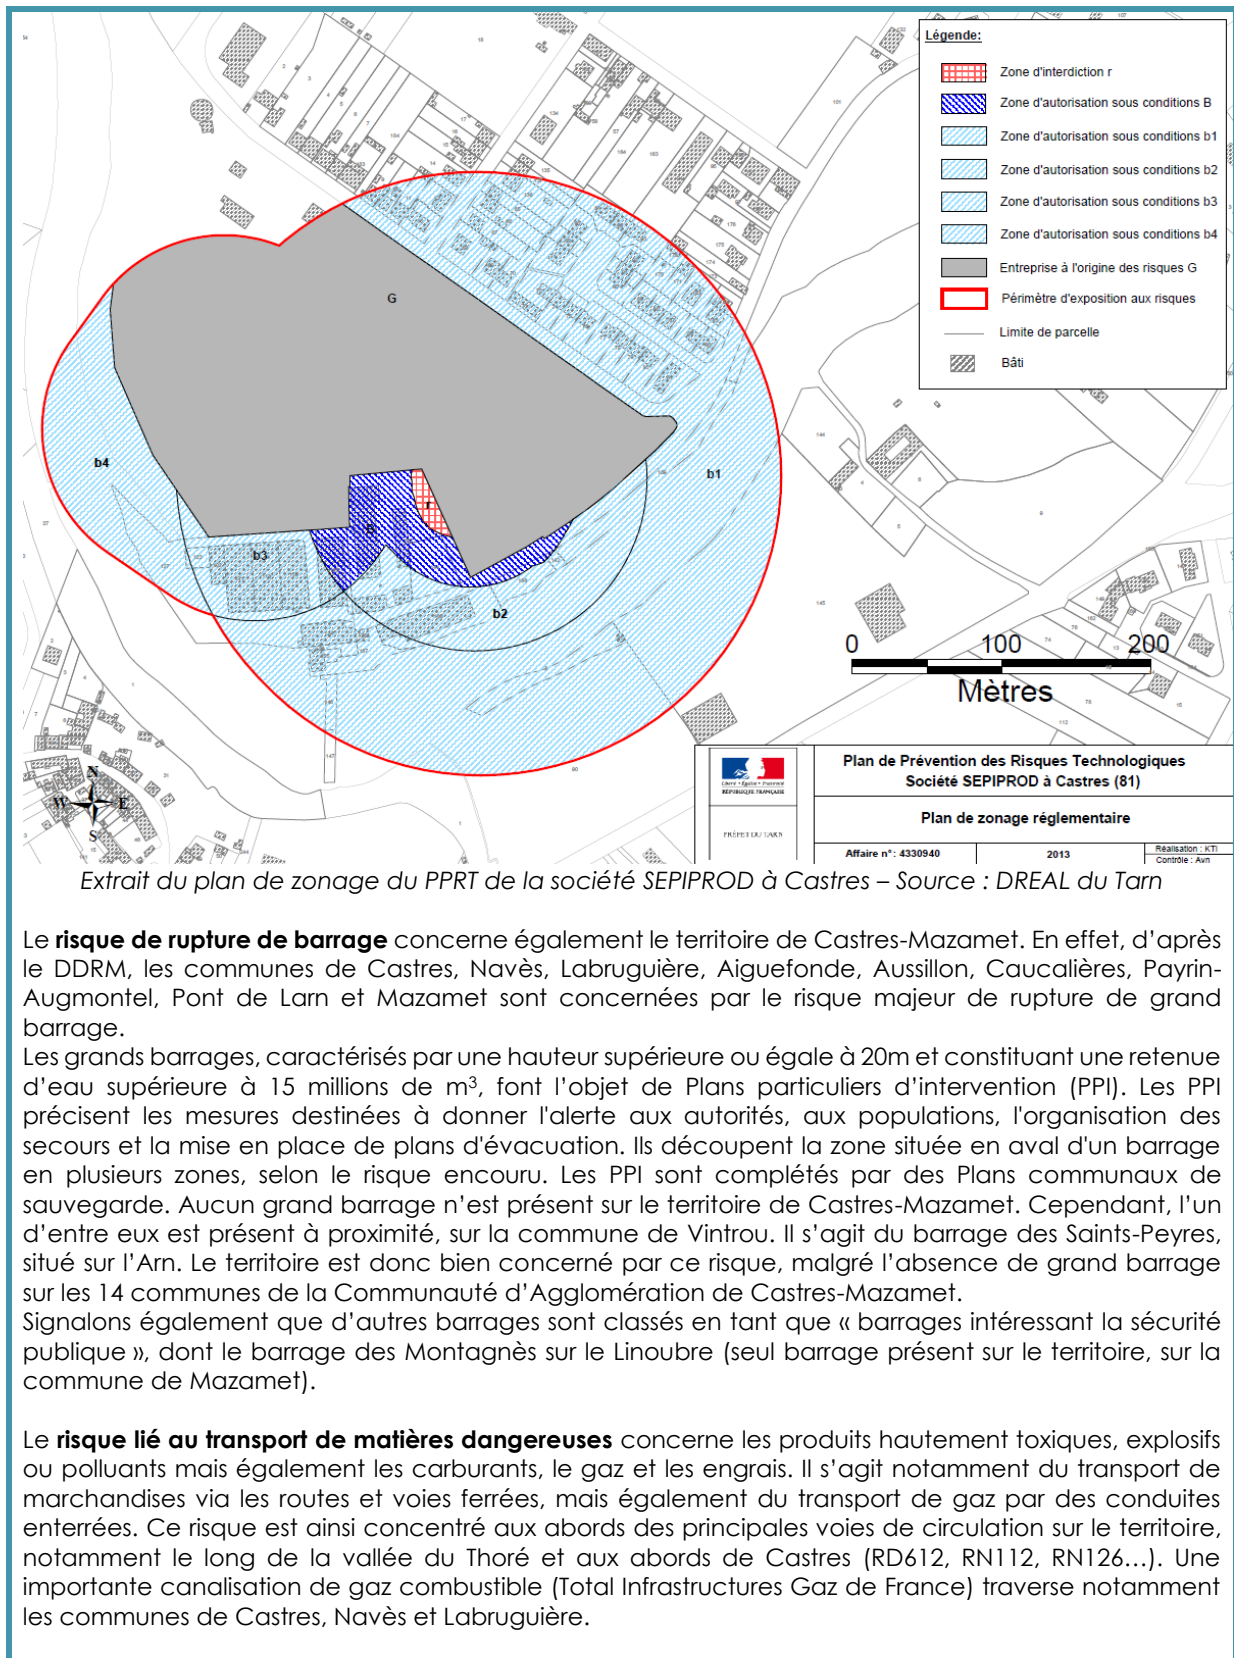 Légende:
Zone d'interdiction r
Zone d'autorisation sous conditions B
Zone d'autorisation sous conditions b1
Zone d'autorisation sous conditions b2
Zone d'autorisation sous conditions b3
Zone d'autorisation sous conditions b4
Entreprise à l'origine des risques G
Périmètre d'exposition aux risques
Limite de parcelle
Bâti
G
b4
b1
r
B
b3
b2
0 100 200
Mètres
N
W E
S
Liberté • Égalité • Fraternité
RÉPUBLIQUE FRANÇAISE
PRÉFET DU TARN
Plan de Prévention des Risques Technologiques
Société SEPIPROD à Castres (81)
Plan de zonage réglementaire
Affaire n° : 4330940
2013
Réalisation : KTI
Contrôle : Avn
Extrait du plan de zonage du PPRT de la société SEPIPROD à Castres – Source : DREAL du Tarn
Le risque de rupture de barrage concerne également le territoire de Castres-Mazamet. En effet, d'après
le DDRM, les communes de Castres, Navès, Labruguière, Aiguefonde, Aussillon, Caucalières, Payrin-
Augmontel, Pont de Larn et Mazamet sont concernées par le risque majeur de rupture de grand
barrage.
Les grands barrages, caractérisés par une hauteur supérieure ou égale à 20m et constituant une retenue
d'eau supérieure à 15 millions de m³, font l'objet de Plans particuliers d'intervention (PPI). Les PPI
précisent les mesures destinées à donner l'alerte aux autorités, aux populations, l'organisation des
secours et la mise en place de plans d'évacuation. Ils découpent la zone située en aval d'un barrage
en plusieurs zones, selon le risque encouru. Les PPI sont complétés par des Plans communaux de
sauvegarde. Aucun grand barrage n'est présent sur le territoire de Castres-Mazamet. Cependant, l'un
d'entre eux est présent à proximité, sur la commune de Vintrou. Il s'agit du barrage des Saints-Peyres,
situé sur l'Arn. Le territoire est donc bien concerné par ce risque, malgré l'absence de grand barrage
sur les 14 communes de la Communauté d'Agglomération de Castres-Mazamet.
Signalons également que d'autres barrages sont classés en tant que « barrages intéressant la sécurité
publique », dont le barrage des Montagnès sur le Linoubre (seul barrage présent sur le territoire, sur la
commune de Mazamet).
Le risque lié au transport de matières dangereuses concerne les produits hautement toxiques, explosifs
ou polluants mais également les carburants, le gaz et les engrais. Il s'agit notamment du transport de
marchandises via les routes et voies ferrées, mais également du transport de gaz par des conduites
enterrées. Ce risque est ainsi concentré aux abords des principales voies de circulation sur le territoire,
notamment le long de la vallée du Thoré et aux abords de Castres (RD612, RN112, RN126…). Une
importante canalisation de gaz combustible (Total Infrastructures Gaz de France) traverse notamment
les communes de Castres, Navès et Labruguière.